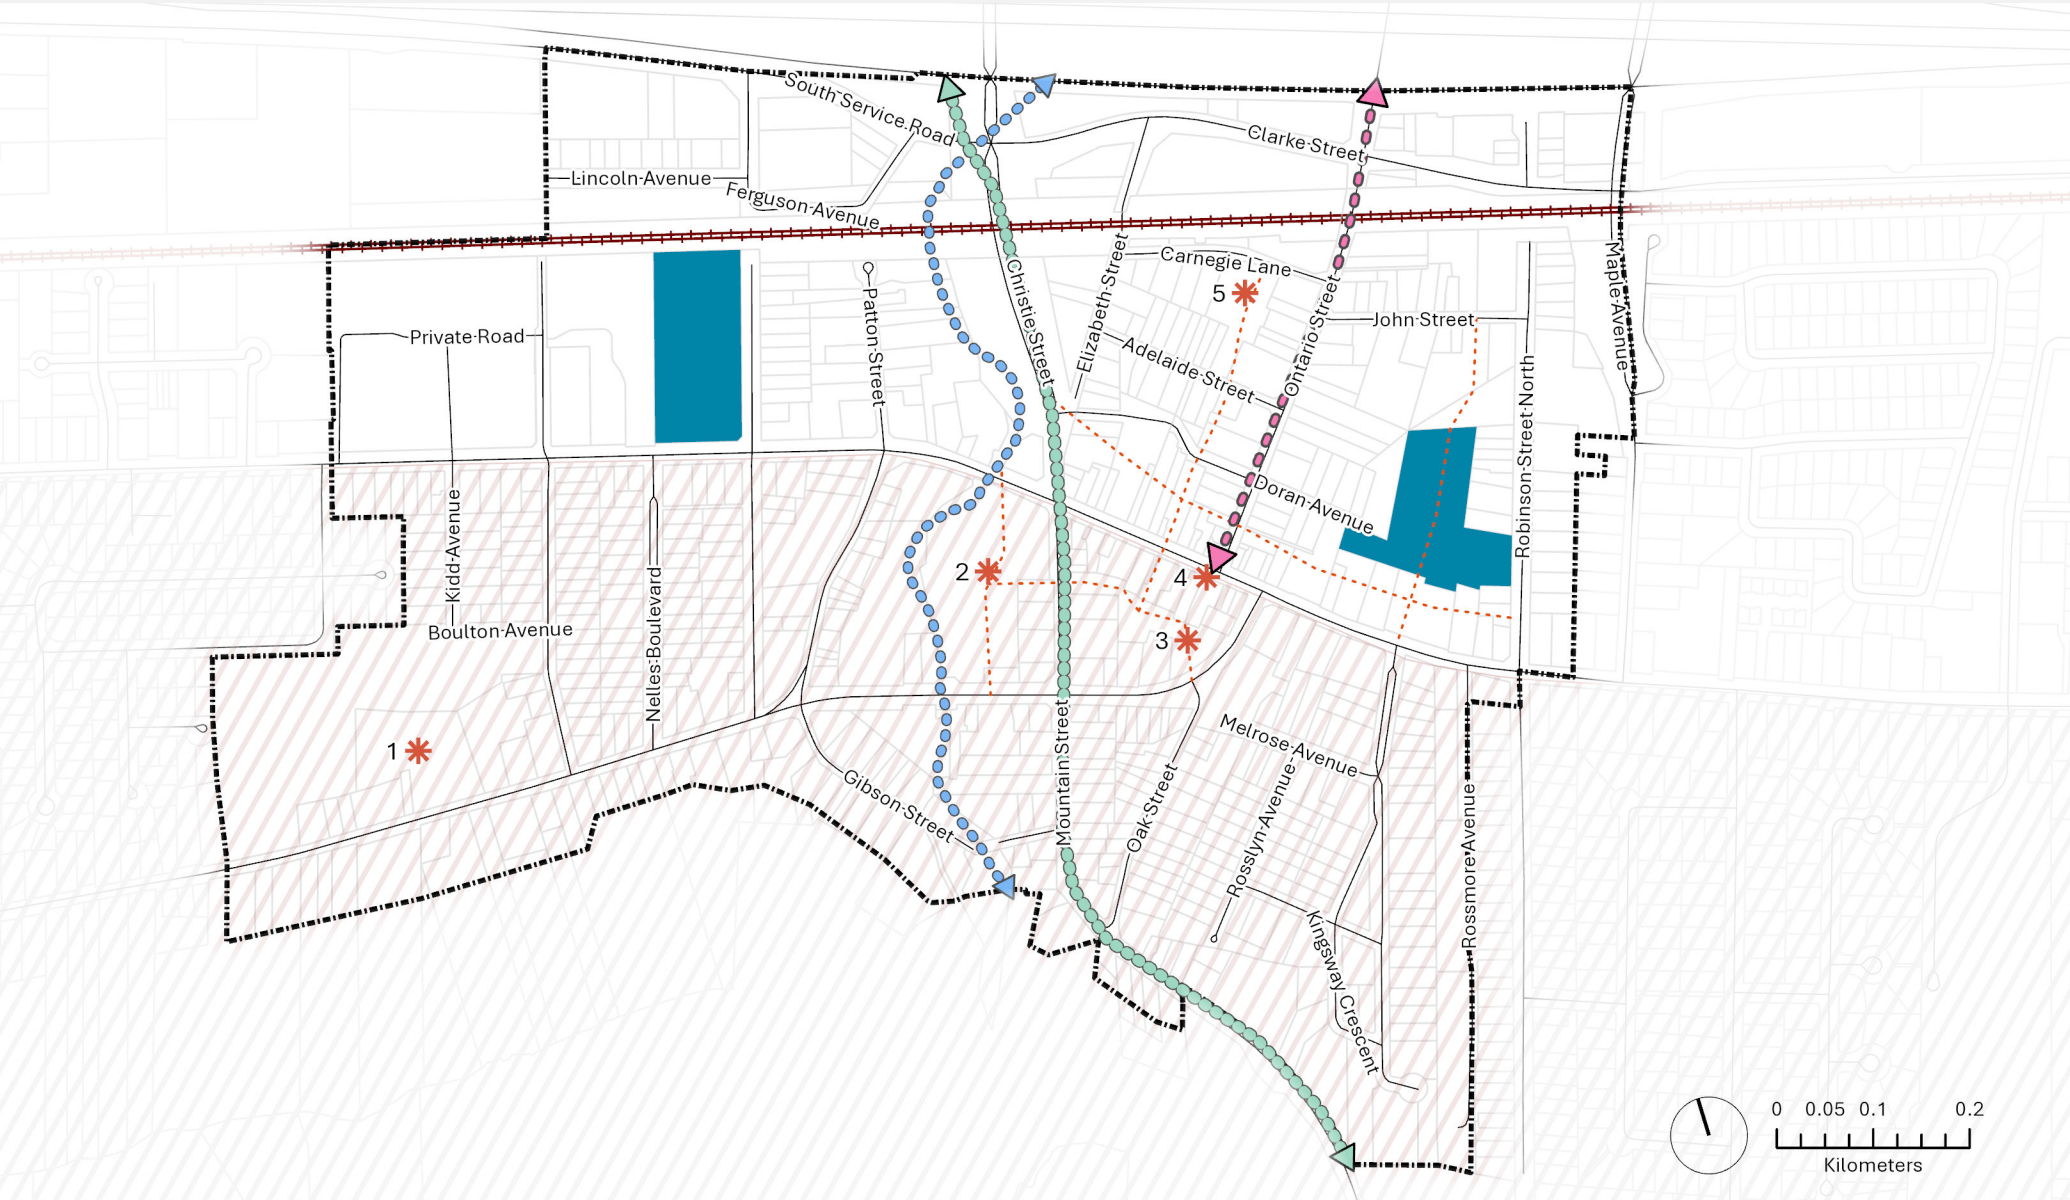 South Service Road
Clarke Street
Lincoln Avenue
Ferguson Avenue
Carnegie Lane
Maple Avenue
Elizabeth Street
Christie Street
5
Patton Street
Ontario Street
John Street
Private Road
Adelaide Street
Robinson Street North
Doran Avenue
Kidd Avenue
2
4
Nelles Boulevard
Boulton Avenue
3
1
Melrose Avenue
Mountain Street
Gibson Street
Oak Street
Rosslyn Avenue
Rossmore Avenue
Kingsway Crescent
0 0.05 0.1 0.2
Kilometers